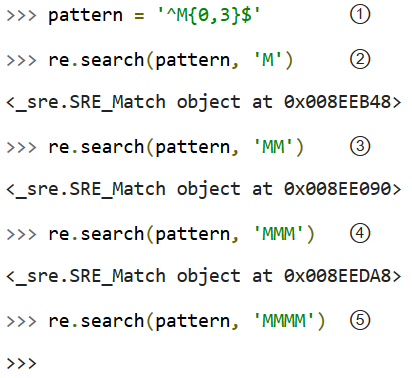 >>> pattern = '^M{0,3}$' ①
>>> re.search(pattern, 'M') ②
<_sre.SRE_Match object at 0x008EEB48>
>>> re.search(pattern, 'MM') ③
<_sre.SRE_Match object at 0x008EE090>
>>> re.search(pattern, 'MMM') ④
<_sre.SRE_Match object at 0x008EEDA8>
>>> re.search(pattern, 'MMMM') ⑤
>>>